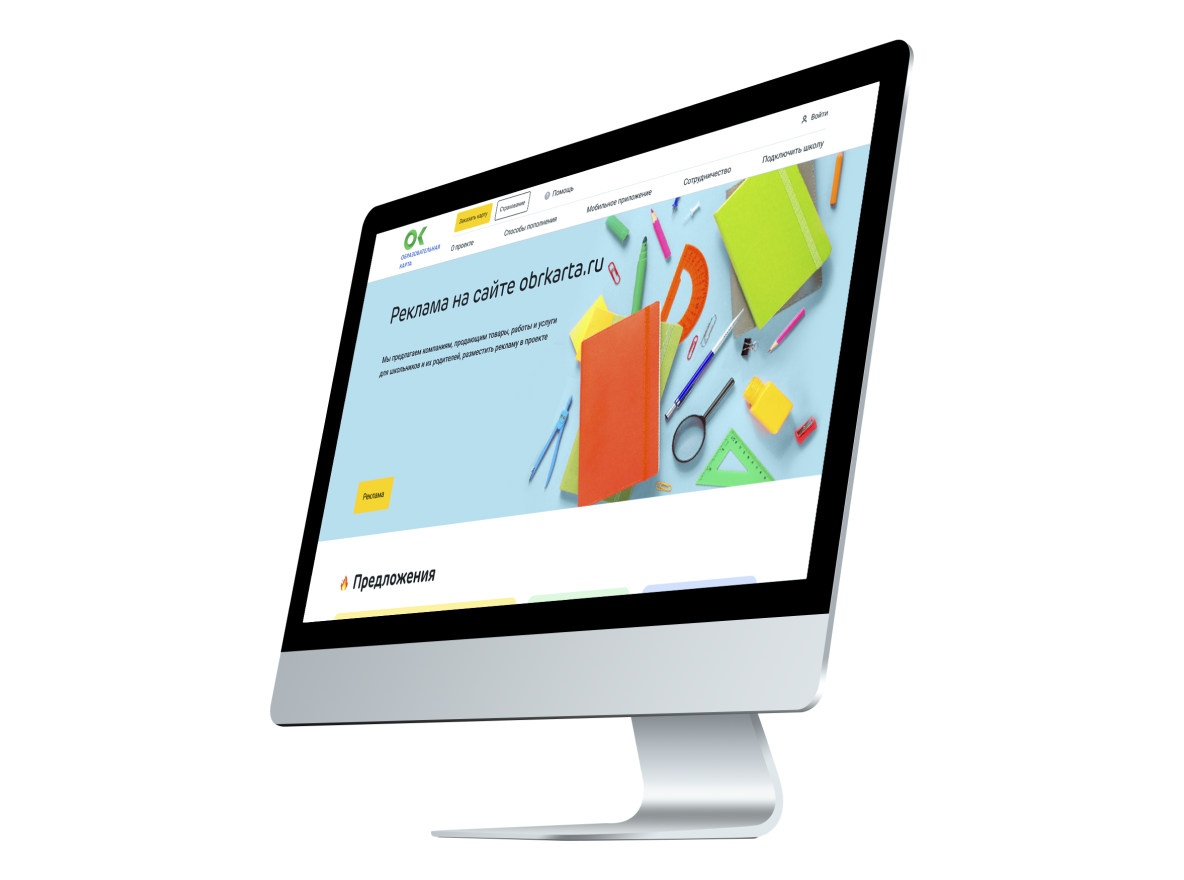 Войти
Заказать карту
Страхование
Помощь
ОК
ОБРАЗОВАТЕЛЬНАЯ
КАРТА
О проекте
Способы пополнения
Мобильное приложение
Сотрудничество
Подключить школу
Реклама на сайте obrkarta.ru
Мы предлагаем компаниям, продающим товары, работы и услуги
для школьников и их родителей, разместить рекламу в проекте
Реклама
Предложения